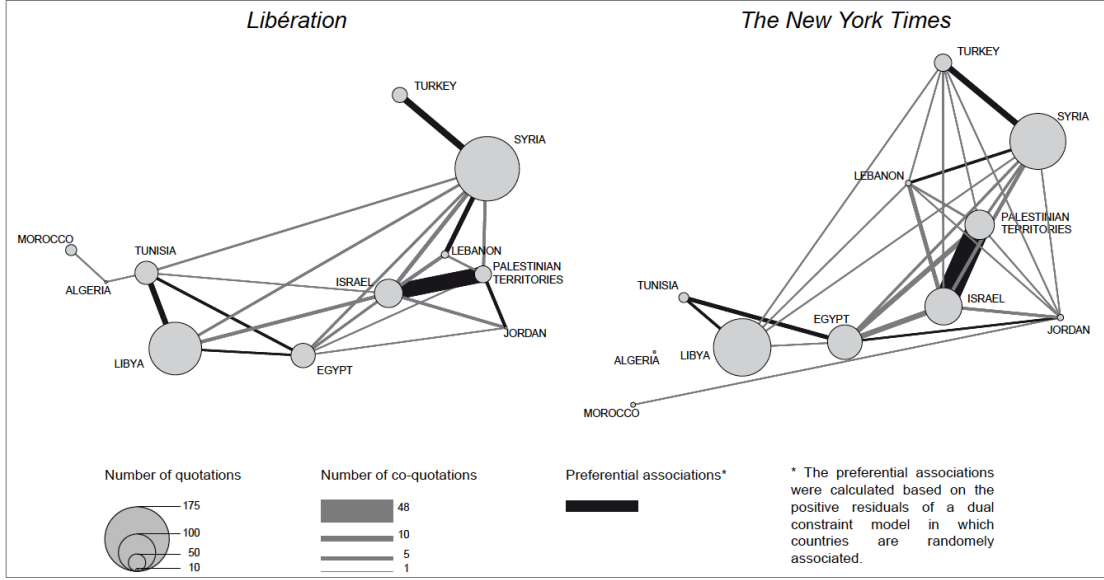 Libération
The New York Times
TURKEY
SYRIA
MOROCCO
ALGERIA
TUNISIA
LEBANON
ISRAEL
PALESTINIAN
TERRITORIES
JORDAN
LIBYA
EGYPT
TURKEY
SYRIA
LEBANON
PALESTINIAN
TERRITORIES
TUNISIA
ISRAEL
EGYPT
JORDAN
ALGERIA
LIBYA
MOROCCO
Number of quotations
175
100
50
10
Number of co-quotations
48
10
5
1
Preferential associations*
* The preferential associations
were calculated based on the
positive residuals of a dual
constraint model in which
countries are randomely
associated.